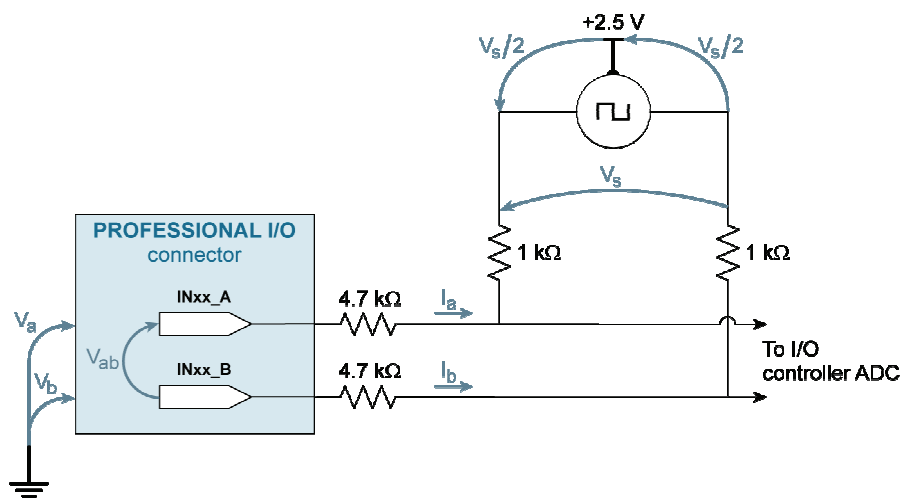 +2.5 V
Vs/2
Vs/2
Vs
PROFESSIONAL I/O
connector
1 kΩ
1 kΩ
INxx_A
4.7 kΩ
Ia
Va
Vab
To I/O
controller ADC
INxx_B
4.7 kΩ
Ib
Vb